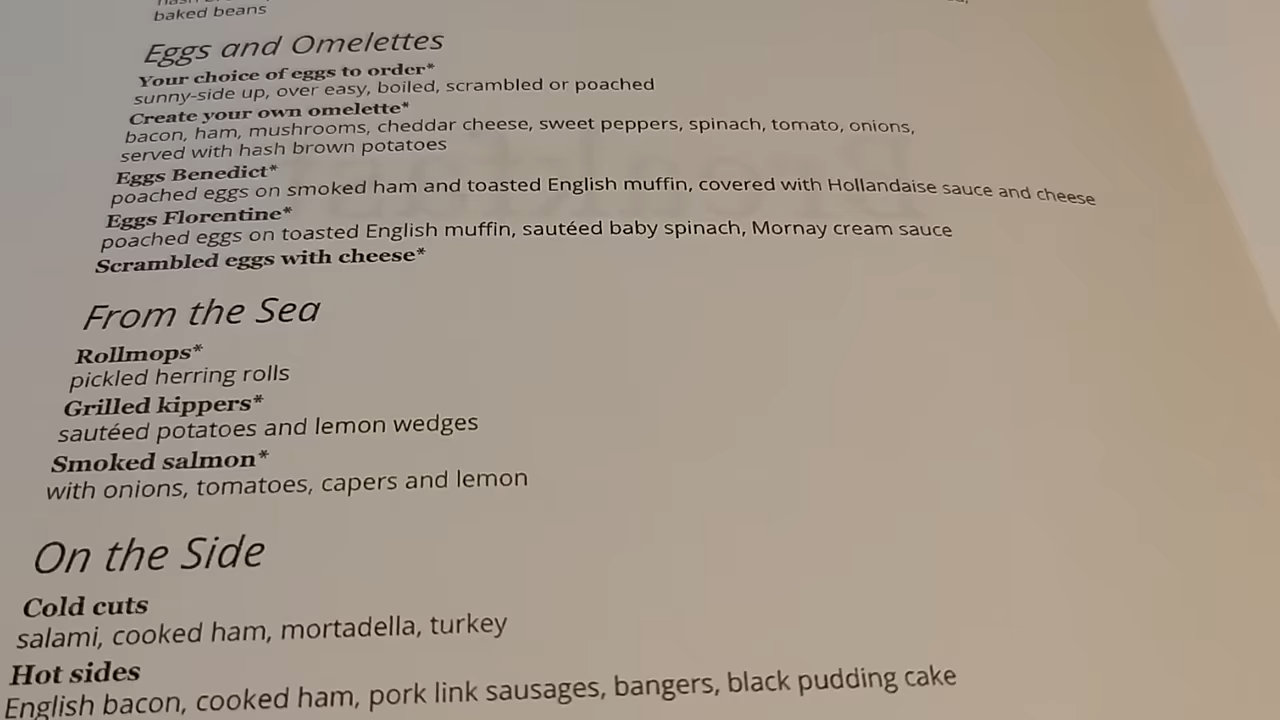 baked beans
Eggs and Omelettes
Your choice of eggs to order*
sunny-side up, over easy, boiled, scrambled or poached
Create your own omelette*
bacon, ham, mushrooms, cheddar cheese, sweet peppers, spinach, tomato, onions,
served with hash brown potatoes
Eggs Benedict*
poached eggs on smoked ham and toasted English muffin, covered with Hollandaise sauce and cheese
Eggs Florentine*
poached eggs on toasted English muffin, sautéed baby spinach, Mornay cream sauce
Scrambled eggs with cheese*
From the Sea
Rollmops*
pickled herring rolls
Grilled kippers*
sautéed potatoes and lemon wedges
Smoked salmon*
with onions, tomatoes, capers and lemon
On the Side
Cold cuts
salami, cooked ham, mortadella, turkey
Hot sides
English bacon, cooked ham, pork link sausages, bangers, black pudding cake